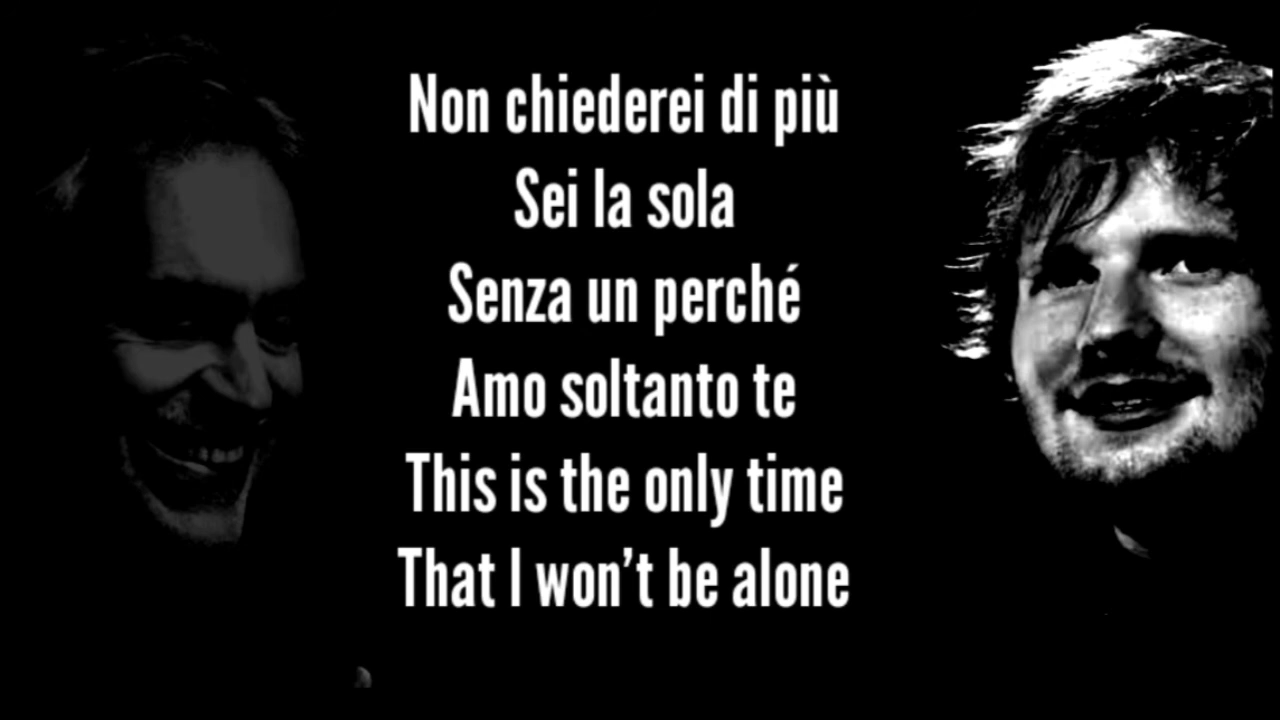 Non chiederei di più
Sei la sola
Senza un perché
Amo soltanto te
This is the only time
That I won’t be alone